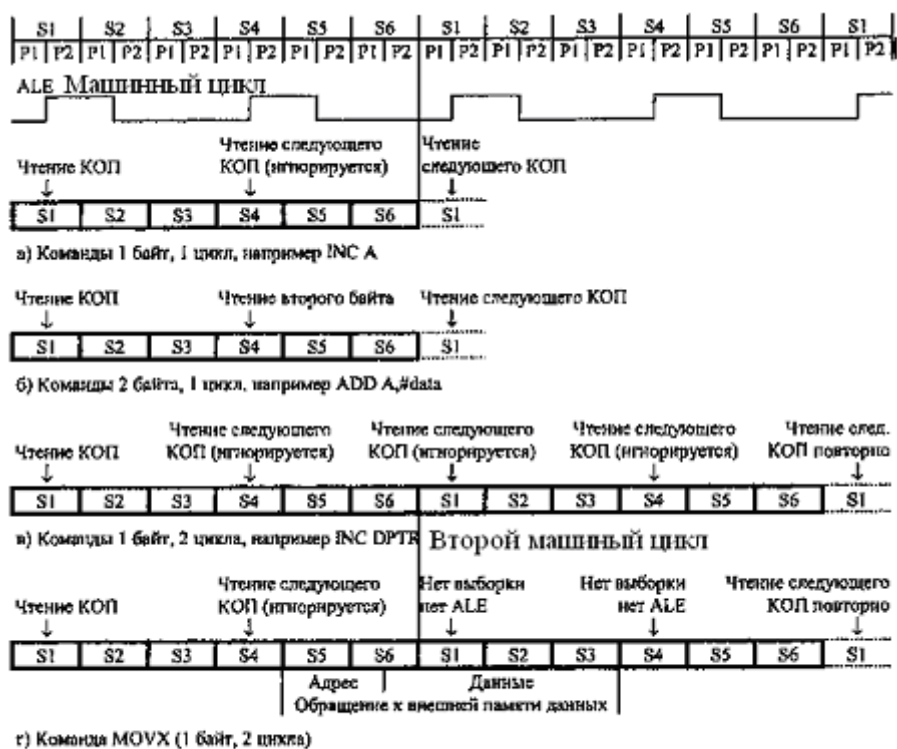 S1 S2 S3 S4 S5 S6 S1 S2 S3 S4 S5 S6 S1
P1 P2 P1 P2 P1 P2 P1 P2 P1 P2 P1 P2 P1 P2 P1 P2 P1 P2 P1 P2 P1 P2 P1 P2 P1 P2
ALE Машинный цикл
Чтение КОП
Чтение следующего
КОП (игнорируется)
Чтение
следующего КОП
S1 S2 S3 S4 S5 S6 S1
а) Команды 1 байт, 1 цикл, например INC A
Чтение КОП Чтение второго байта Чтение следующего КОП
S1 S2 S3 S4 S5 S6 S1
б) Команды 2 байта, 1 цикл, например ADD A,#data
Чтение КОП
Чтение следующего
КОП (игнорируется)
Чтение следующего
КОП (игнорируется)
Чтение следующего
КОП (игнорируется)
Чтение след.
КОП повторно
S1 S2 S3 S4 S5 S6 S1 S2 S3 S4 S5 S6 S1
в) Команды 1 байт, 2 цикла, например INC DPTR Второй машиный цикл
Чтение КОП
Чтение следующего
КОП (игнорируется)
Нет выборки
нет ALE
Нет выборки
нет ALE
Чтение следующего
КОП повторно
S1 S2 S3 S4 S5 S6 S1 S2 S3 S4 S5 S6 S1
Адрес Данные
Обращение к внешней памяти данных
г) Команда MOVX (1 байт, 2 цикла)